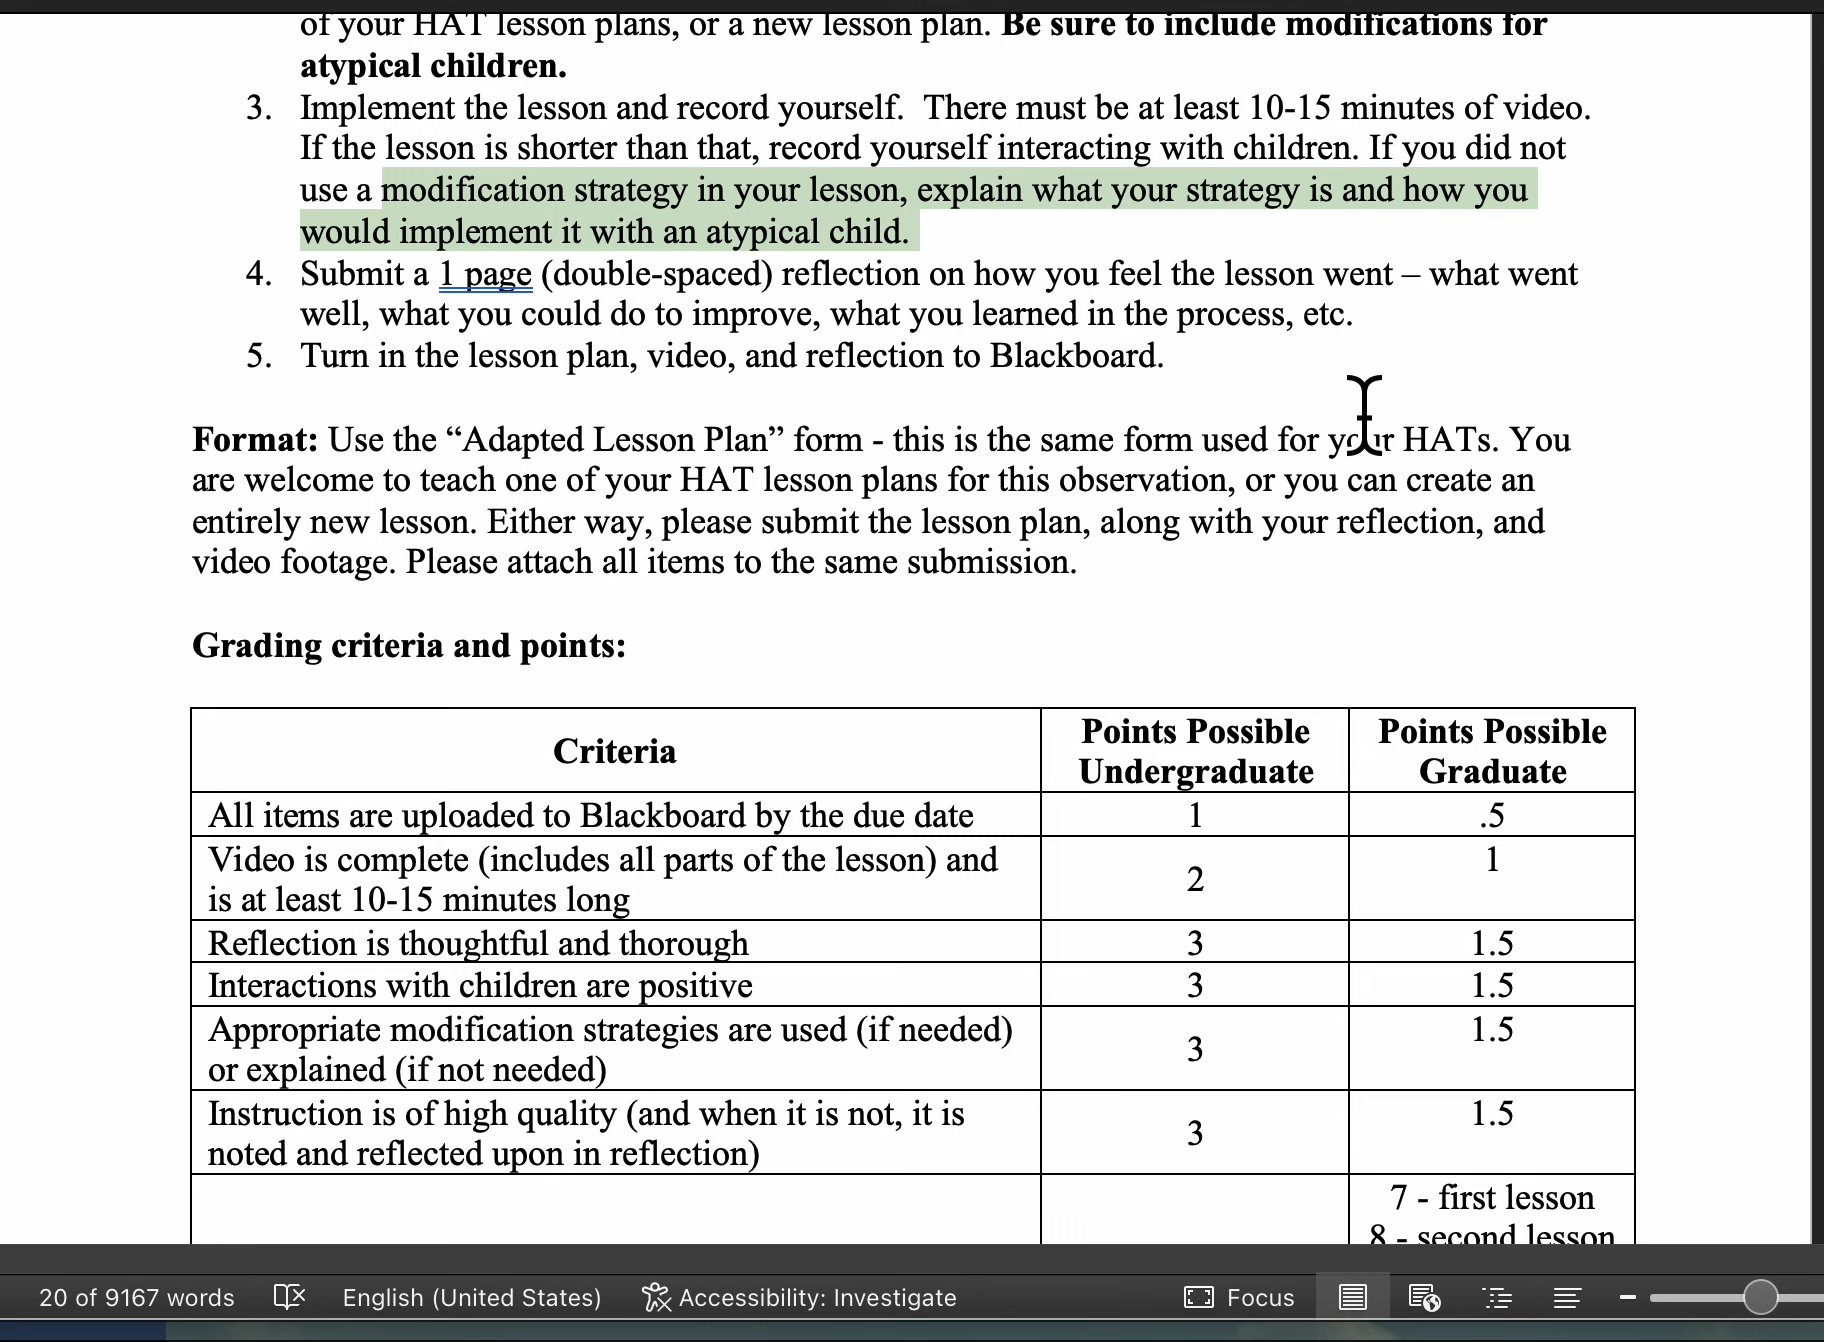 of your HAT lesson plans, or a new lesson plan. Be sure to include modifications for
atypical children.
3. Implement the lesson and record yourself.  There must be at least 10-15 minutes of video.
If the lesson is shorter than that, record yourself interacting with children. If you did not
use a modification strategy in your lesson, explain what your strategy is and how you
would implement it with an atypical child.
4. Submit a 1 page (double-spaced) reflection on how you feel the lesson went – what went
well, what you could do to improve, what you learned in the process, etc.
5. Turn in the lesson plan, video, and reflection to Blackboard.
Format: Use the “Adapted Lesson Plan” form - this is the same form used for your HATs. You
are welcome to teach one of your HAT lesson plans for this observation, or you can create an
entirely new lesson. Either way, please submit the lesson plan, along with your reflection, and
video footage. Please attach all items to the same submission.
Grading criteria and points:
Criteria
Points Possible
Undergraduate
Points Possible
Graduate
All items are uploaded to Blackboard by the due date
1
.5
Video is complete (includes all parts of the lesson) and
is at least 10-15 minutes long
2
1
Reflection is thoughtful and thorough
3
1.5
Interactions with children are positive
3
1.5
Appropriate modification strategies are used (if needed)
or explained (if not needed)
3
1.5
Instruction is of high quality (and when it is not, it is
noted and reflected upon in reflection)
3
1.5
7 - first lesson
8 - second lesson
20 of 9167 words
English (United States)
Accessibility: Investigate
Focus